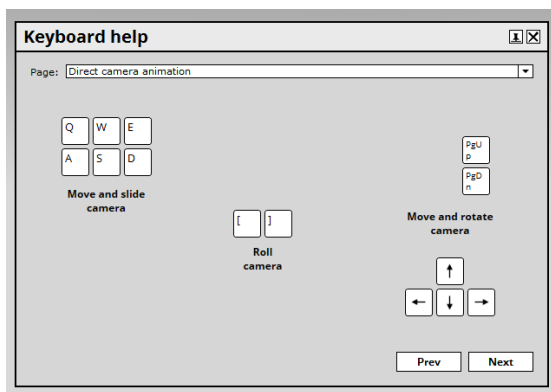 Keyboard help
Page: Direct camera animation
Q W E
A S D
Move and slide
camera
[ ]
Roll
camera
PgU
p
PgD
n
Move and rotate
camera
↑
← ↓ →
Prev Next